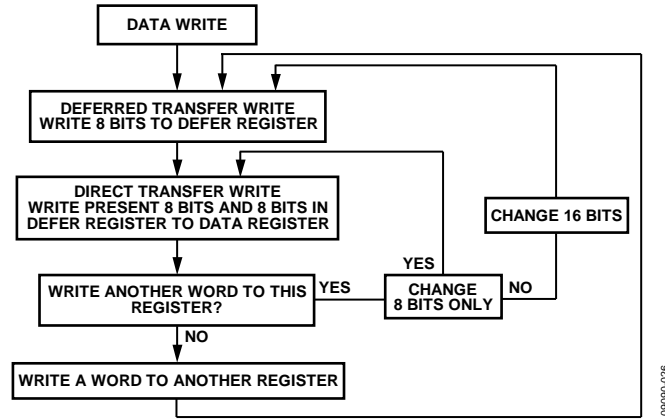 DATA WRITE
DEFERRED TRANSFER WRITE
WRITE 8 BITS TO DEFER REGISTER
DIRECT TRANSFER WRITE
WRITE PRESENT 8 BITS AND 8 BITS IN
DEFER REGISTER TO DATA REGISTER
CHANGE 16 BITS
WRITE ANOTHER WORD TO THIS
REGISTER?
YES
YES
CHANGE
8 BITS ONLY
NO
NO
WRITE A WORD TO ANOTHER REGISTER